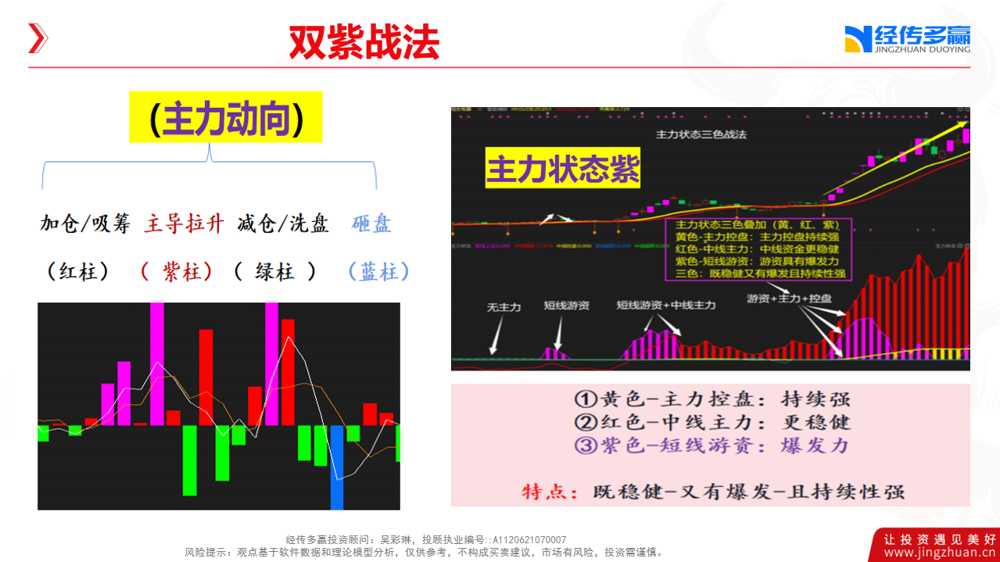 双紫战法
经传多赢
JINGZHUAN DUOYING
(主力动向)
加仓/吸筹 主导拉升 减仓/洗盘 砸盘
(红柱) (紫柱) (绿柱) (蓝柱)
主力状态三色战法
主力状态紫
主力状态三色叠加(黄、红、紫)
黄色-主力控盘:主力控盘持续强
红色-中线主力:中线资金更稳健
紫色-短线游资:游资具有爆发力
三色:既稳健又有爆发且持续性强
无主力
短线游资
短线游资+中线主力
游资+主力+控盘
①黄色-主力控盘:持续强
②红色-中线主力:更稳健
③紫色-短线游资:爆发力
特点:既稳健-又有爆发-且持续性强
经传多赢投资顾问:吴彩琳,投顾执业编号::A1120621070007
风险提示:观点基于软件数据和理论模型分析,仅供参考,不构成买卖建议,市场有风险,投资需谨慎。
让投资遇见美好
www.jingzhuan.cn